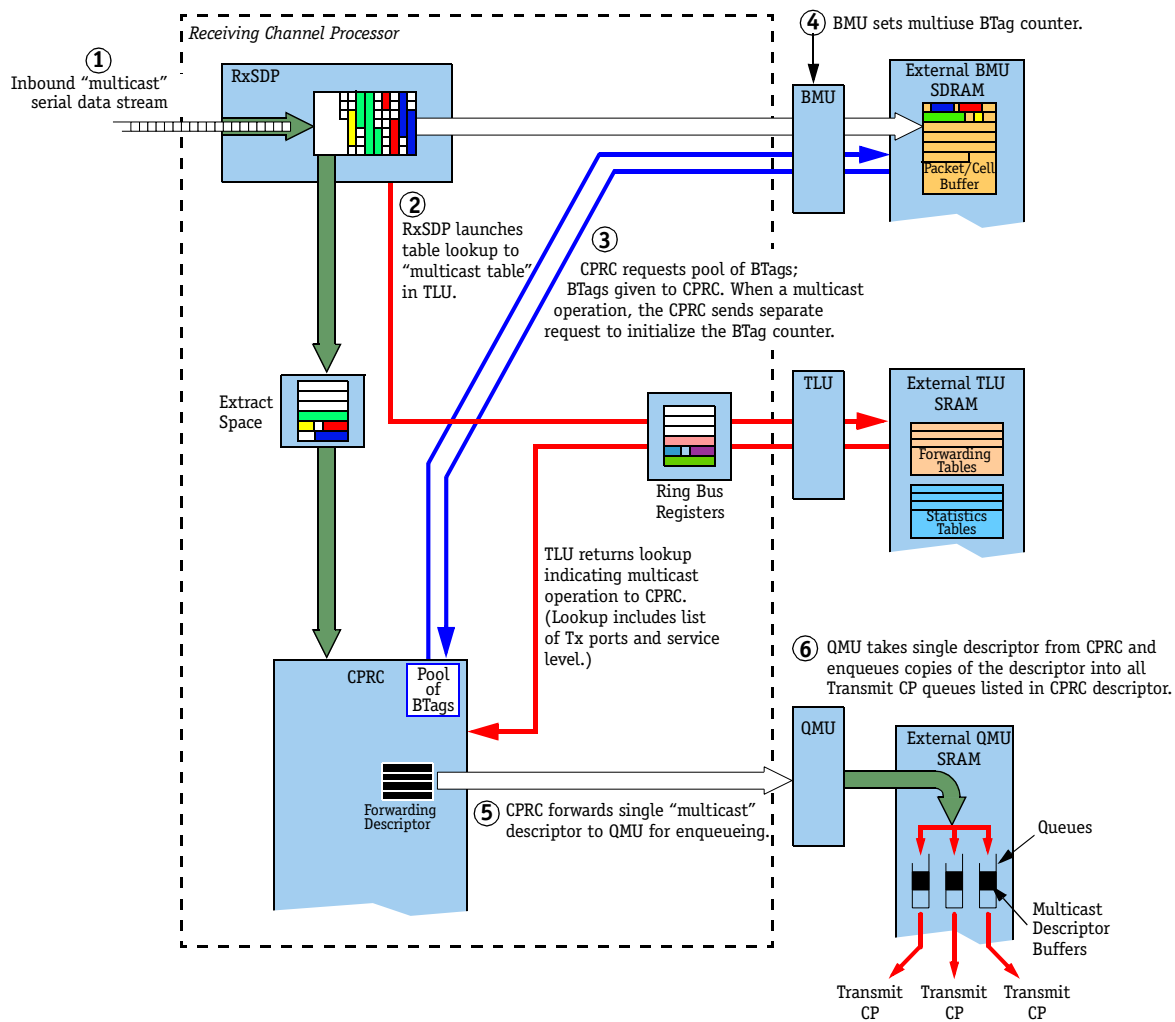 Receiving Channel Processor
1
Inbound “multicast”
serial data stream
RxSDP
4 BMU sets multiuse BTag counter.
BMU
External BMU
SDRAM
Packet/Cell
Buffer
2
RxSDP launches
table lookup to
“multicast table”
in TLU.
3
CPRC requests pool of BTags;
BTags given to CPRC. When a multicast
operation, the CPRC sends separate
request to initialize the BTag counter.
Extract
Space
Ring Bus
Registers
TLU
External TLU
SRAM
Forwarding
Tables
Statistics
Tables
TLU returns lookup
indicating multicast
operation to CPRC.
(Lookup includes list
of Tx ports and service
level.)
CPRC
Pool
of
BTags
Forwarding
Descriptor
5 CPRC forwards single “multicast”
descriptor to QMU for enqueueing.
6 QMU takes single descriptor from CPRC and
enqueues copies of the descriptor into all
Transmit CP queues listed in CPRC descriptor.
QMU
External QMU
SRAM
Queues
Multicast
Descriptor
Buffers
Transmit
CP
Transmit
CP
Transmit
CP